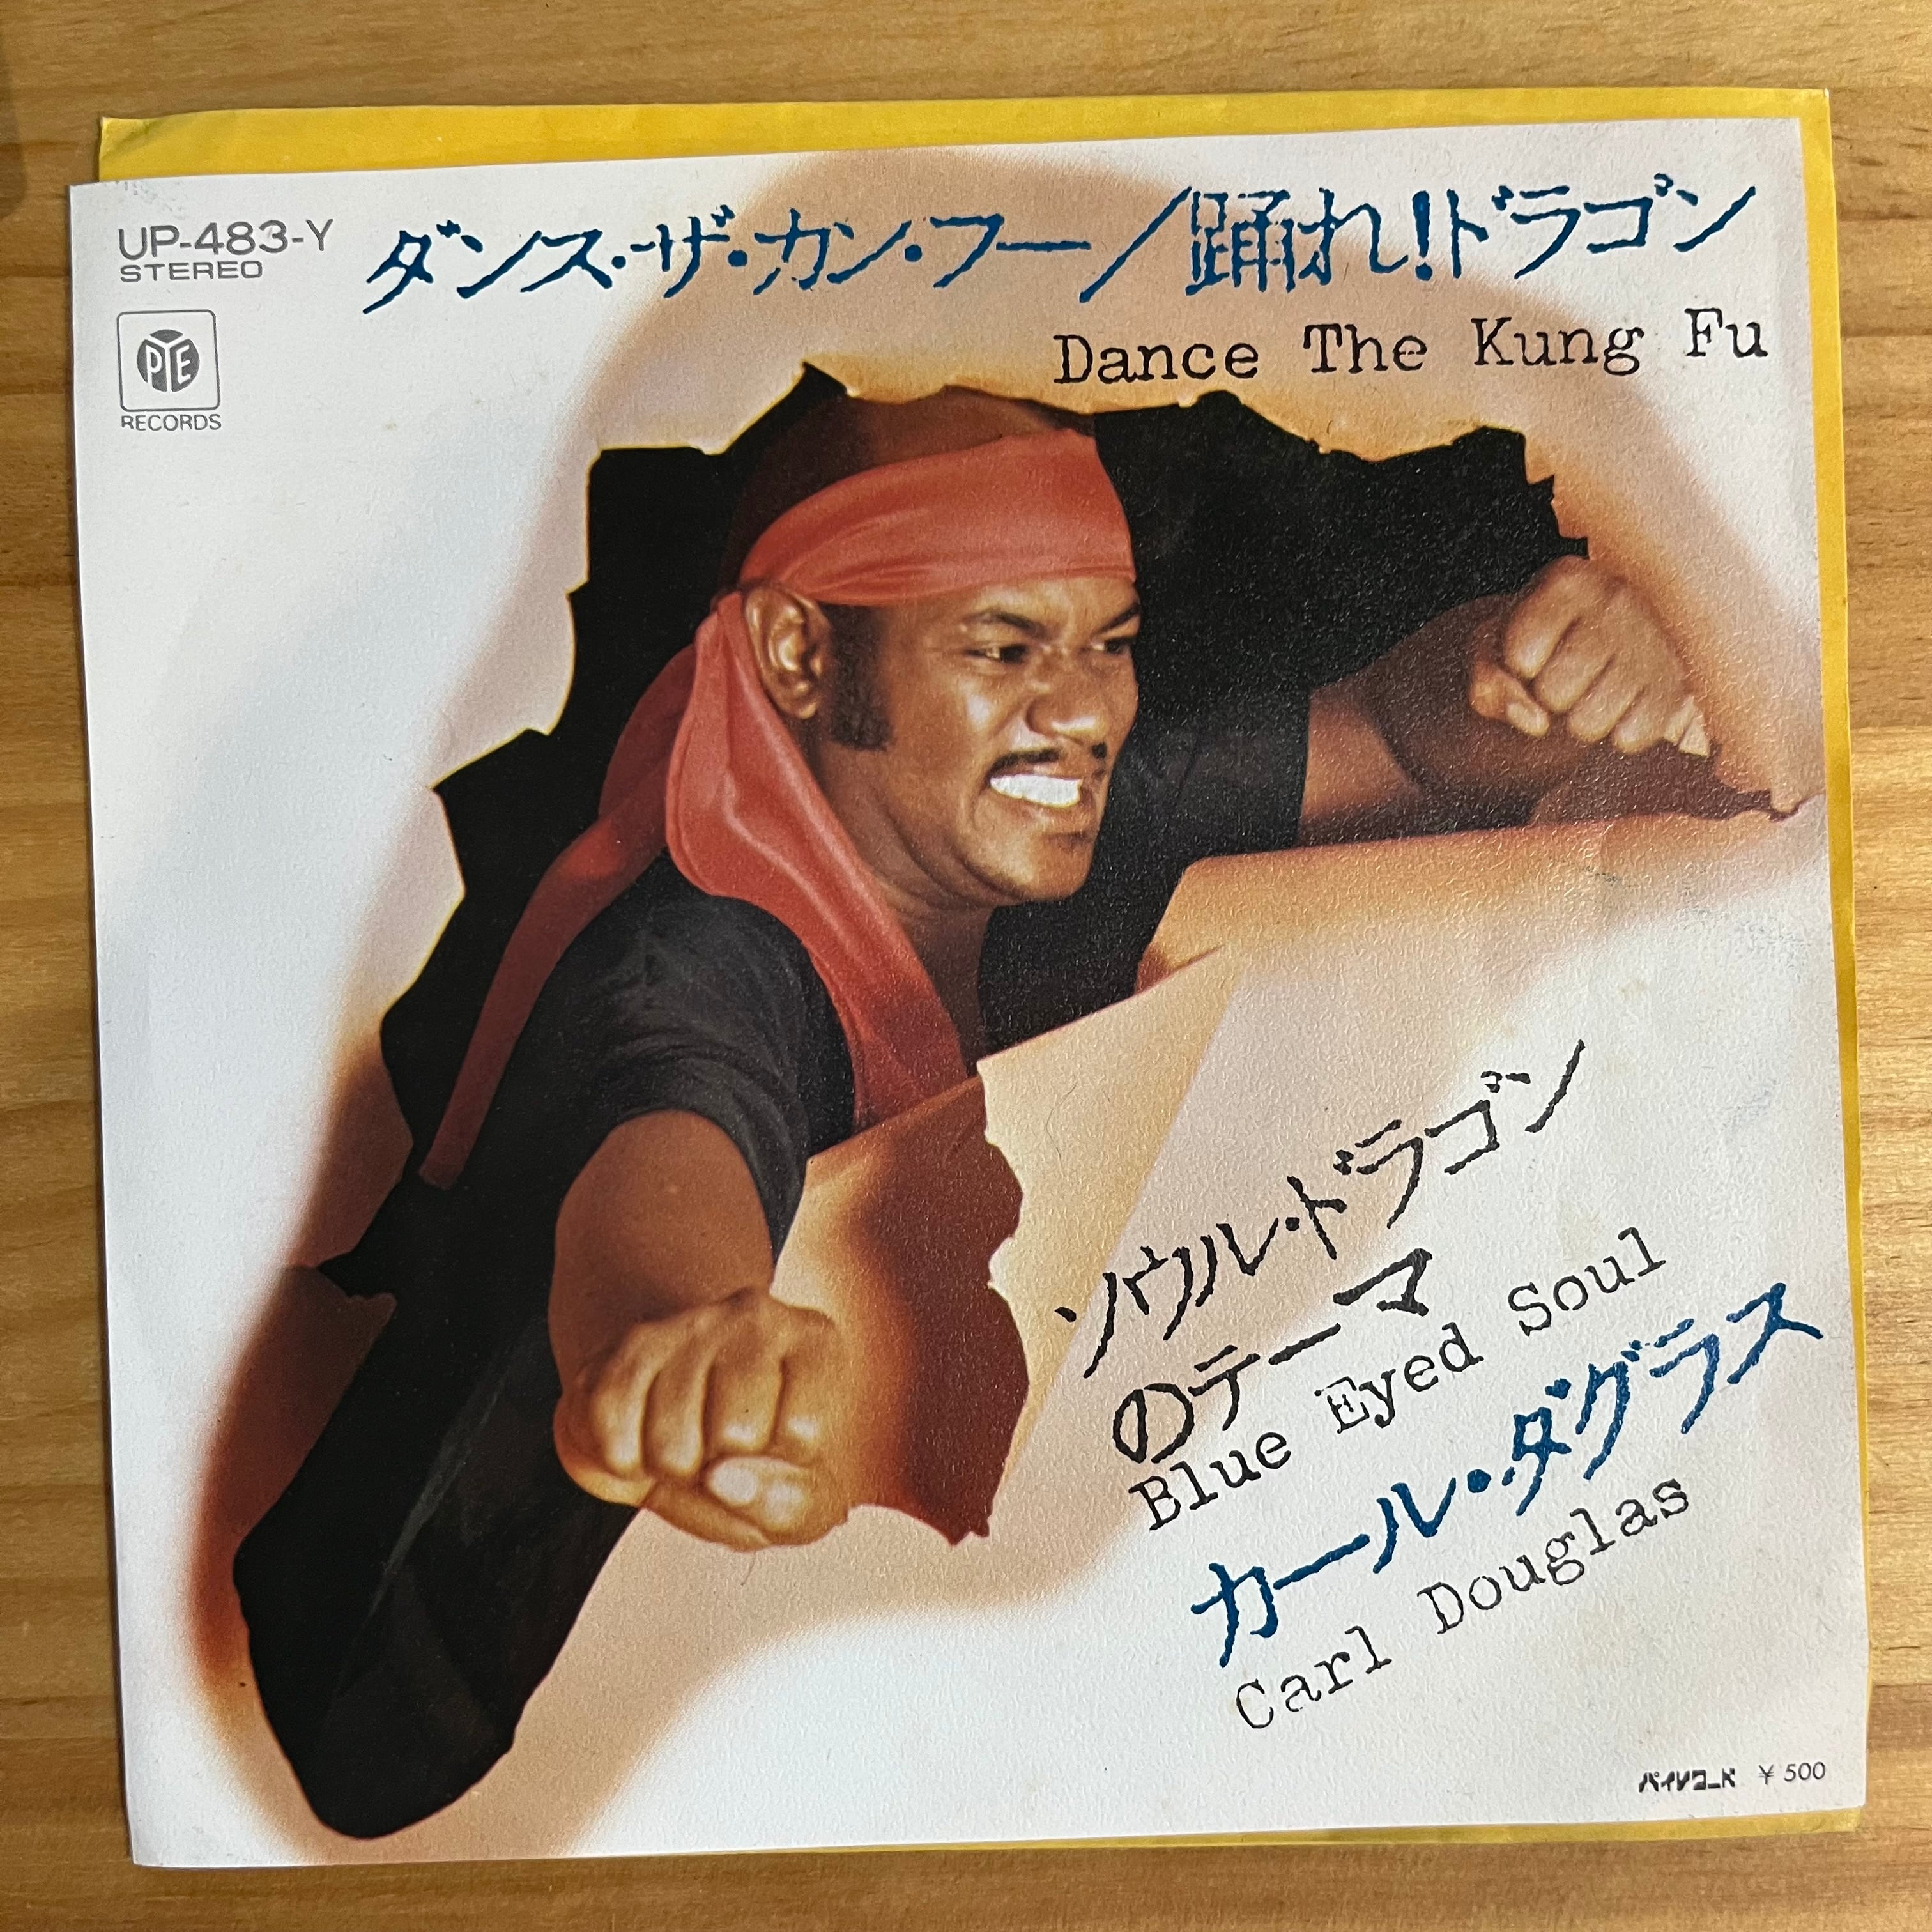 UP-483-Y
STEREO
PYE
RECORDS
ダンス・ザ・カン・フー/踊れ!ドラゴン
Dance The Kung Fu
ソウル・ドラゴン
のテーマ
Blue Eyed Soul
カール・ダグラス
Carl Douglas
パイレコード ¥500